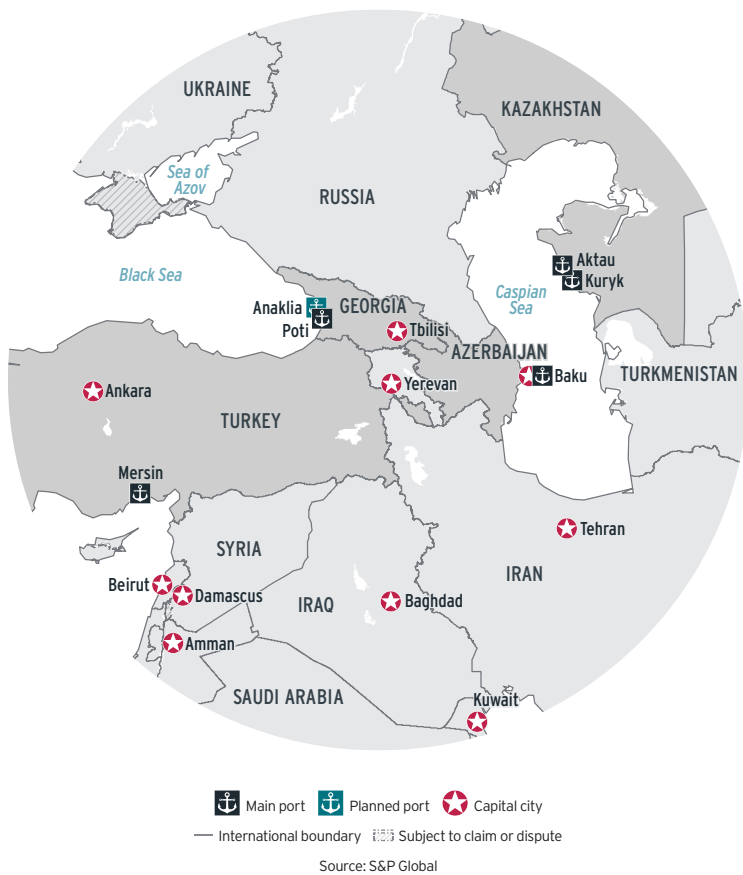 UKRAINE
KAZAKHSTAN
Sea of
Azov
RUSSIA
Black Sea
Aktau
Kuryk
Caspian
Sea
Anaklia
GEORGIA
Poti
Tbilisi
AZERBAIJAN
Baku
TURKMENISTAN
Yerevan
Ankara
TURKEY
Mersin
Tehran
SYRIA
IRAN
Beirut
Damascus
IRAQ
Baghdad
Amman
SAUDI ARABIA
Kuwait
Main port
Planned port
Capital city
International boundary
Subject to claim or dispute
Source: S&P Global